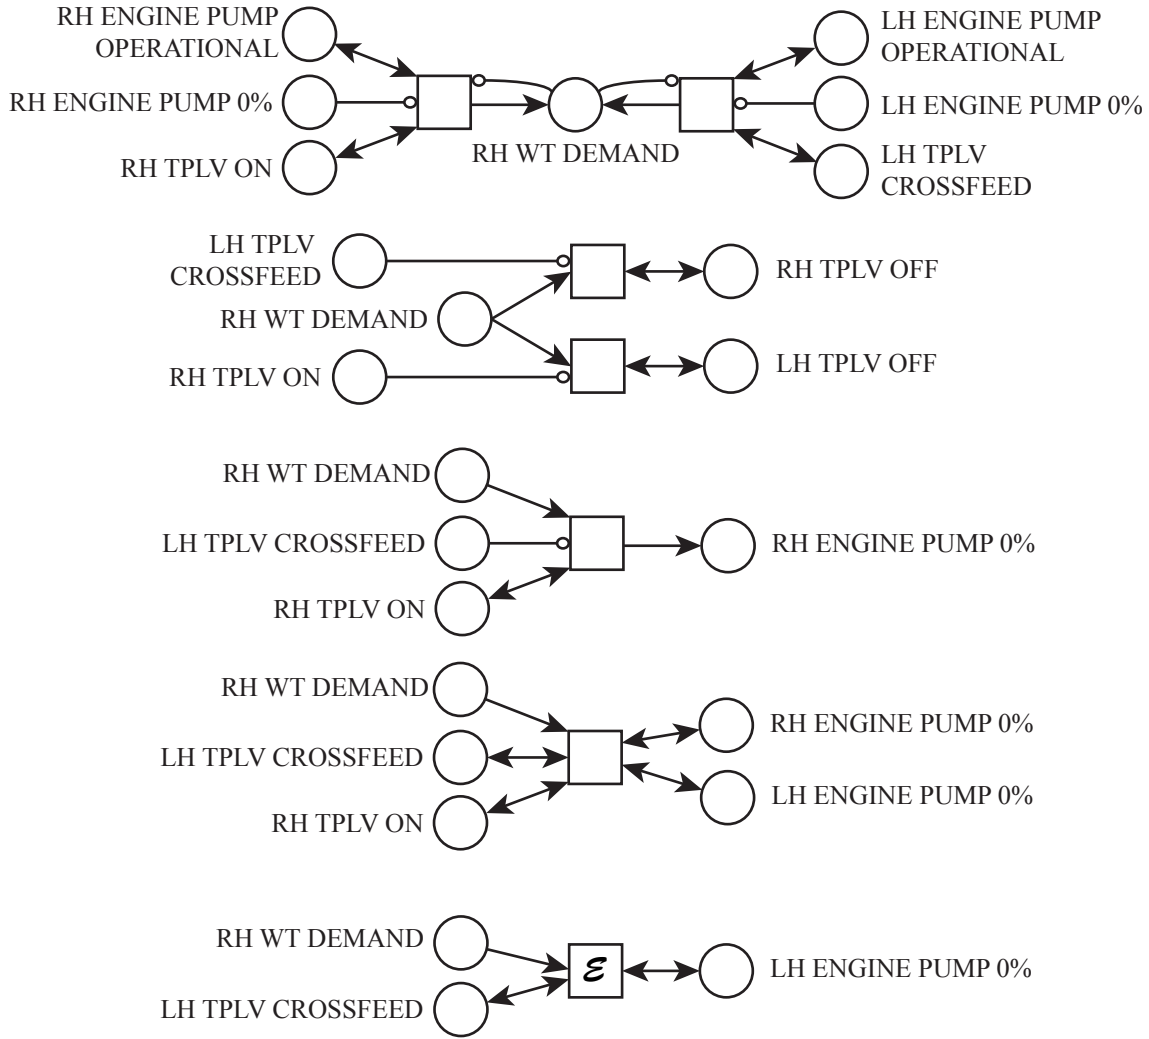 RH ENGINE PUMP
OPERATIONAL
LH ENGINE PUMP
OPERATIONAL
RH ENGINE PUMP 0%
LH ENGINE PUMP 0%
RH TPLV ON
RH WT DEMAND
LH TPLV
CROSSFEED
LH TPLV
CROSSFEED
RH TPLV OFF
RH WT DEMAND
RH TPLV ON
LH TPLV OFF
RH WT DEMAND
LH TPLV CROSSFEED
RH ENGINE PUMP 0%
RH TPLV ON
RH WT DEMAND
RH ENGINE PUMP 0%
LH TPLV CROSSFEED
LH ENGINE PUMP 0%
RH TPLV ON
RH WT DEMAND
ℰ
LH ENGINE PUMP 0%
LH TPLV CROSSFEED